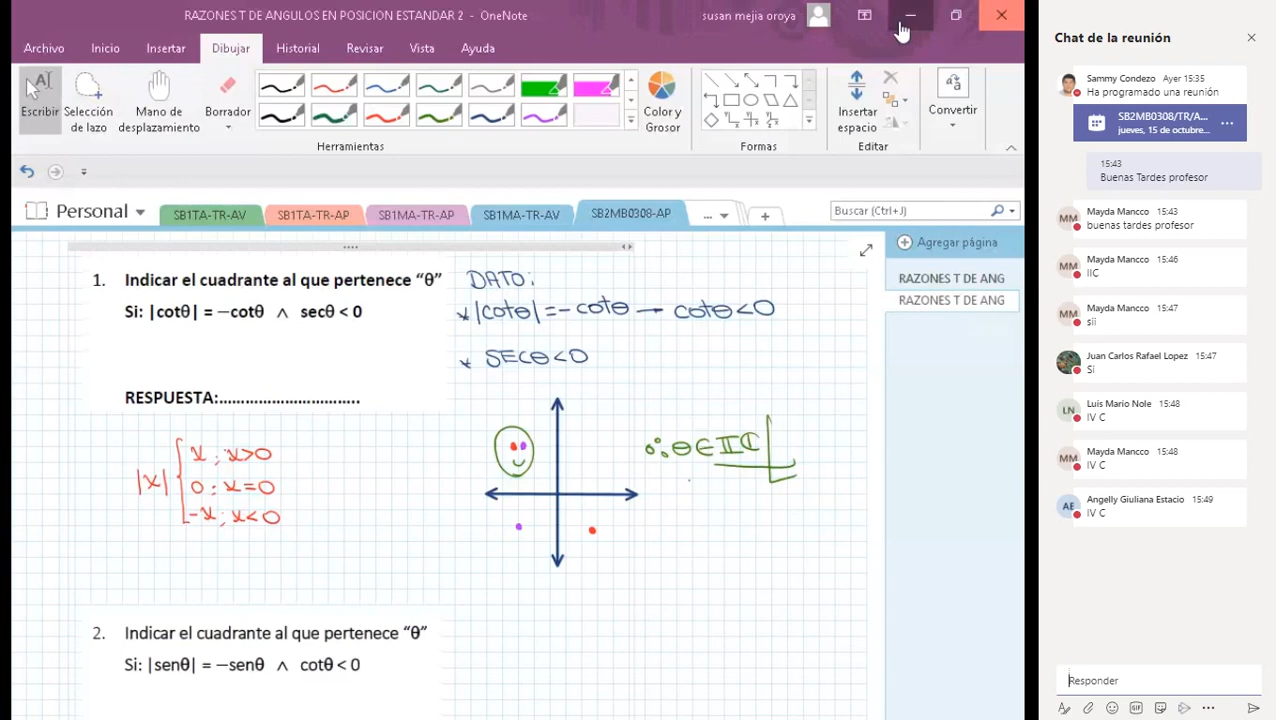 RAZONES T DE ANGULOS EN POSICION ESTANDAR 2 - OneNote
susan mejia oroya
Archivo
Inicio
Insertar
Dibujar
Historial
Revisar
Vista
Ayuda
Escribir
Selección de lazo
Mano de desplazamiento
Borrador
Color y Grosor
Insertar espacio
Convertir
Herramientas
Formas
Editar
Personal
SB1TA-TR-AV
SB1TA-TR-AP
SB1MA-TR-AP
SB1MA-TR-AV
SB2MB0308-AP
...
Buscar (Ctrl+J)
Agregar página
RAZONES T DE ANG
RAZONES T DE ANG
1. Indicar el cuadrante al que pertenece “θ”
Si: |cotθ| = −cotθ ∧ secθ < 0
RESPUESTA:................................
DATO:
* |cotθ| = - cotθ → cotθ < 0
* SECθ < 0
|x| { x ; x>0
0 ; x=0
-x ; x<0
∴ θ ∈ IIC
2. Indicar el cuadrante al que pertenece “θ”
Si: |senθ| = −senθ ∧ cotθ < 0
Chat de la reunión
Sammy Condezo Ayer 15:35
Ha programado una reunión
SB2MB0308/TR/A...
jueves, 15 de octubre...
15:43
Buenas Tardes profesor
MM Mayda Mancco 15:43
buenas tardes profesor
MM Mayda Mancco 15:46
IIC
MM Mayda Mancco 15:47
sii
Juan Carlos Rafael Lopez 15:47
Si
LN Luis Mario Nole 15:48
IV C
MM Mayda Mancco 15:48
IV C
AE Angelly Giuliana Estacio 15:49
IV C
Responder